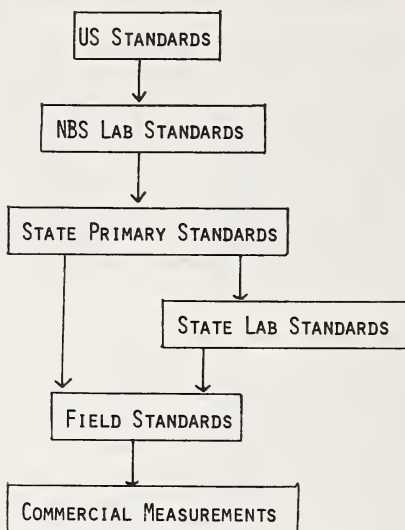 US STANDARDS
NBS LAB STANDARDS
STATE PRIMARY STANDARDS
STATE LAB STANDARDS
FIELD STANDARDS
COMMERCIAL MEASUREMENTS